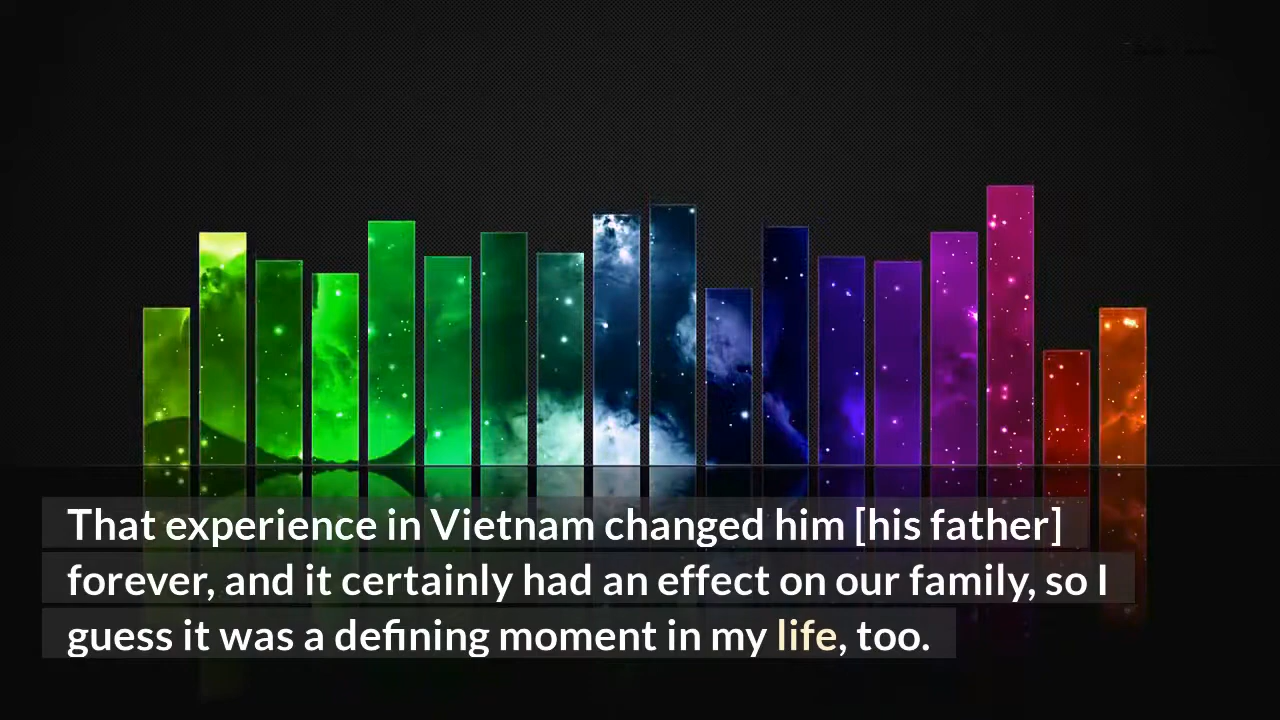 That experience in Vietnam changed him [his father]
forever, and it certainly had an effect on our family, so I
guess it was a defining moment in my life, too.